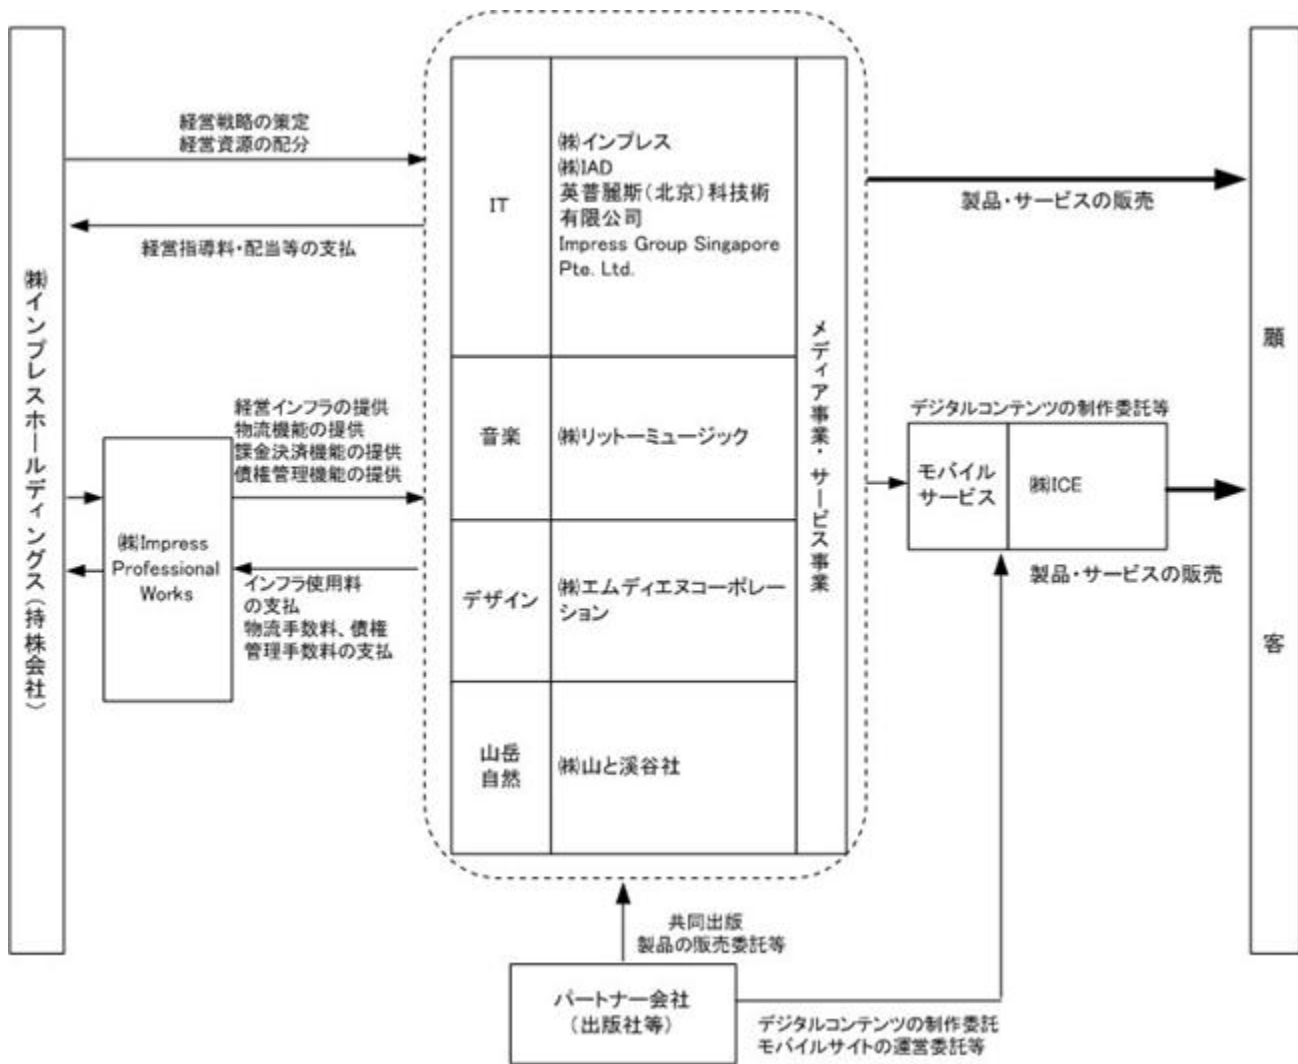 ㈱インプレスホールディングス(持株会社)
経営戦略の策定
経営資源の配分
経営指導料・配当等の支払
経営インフラの提供
物流機能の提供
課金決済機能の提供
債権管理機能の提供
㈱Impress
Professional
Works
インフラ使用料
の支払
物流手数料、債権
管理手数料の支払
IT
㈱インプレス
㈱IAD
英普麗斯(北京)科技術
有限公司
Impress Group Singapore
Pte. Ltd.
音楽
㈱リットーミュージック
デザイン
㈱エムディエヌコーポレー
ション
山岳
自然
㈱山と溪谷社
メディア事業・サービス事業
製品・サービスの販売
デジタルコンテンツの制作委託等
モバイル
サービス
㈱ICE
製品・サービスの販売
顧客
共同出版
製品の販売委託等
パートナー会社
(出版社等)
デジタルコンテンツの制作委託
モバイルサイトの運営委託等